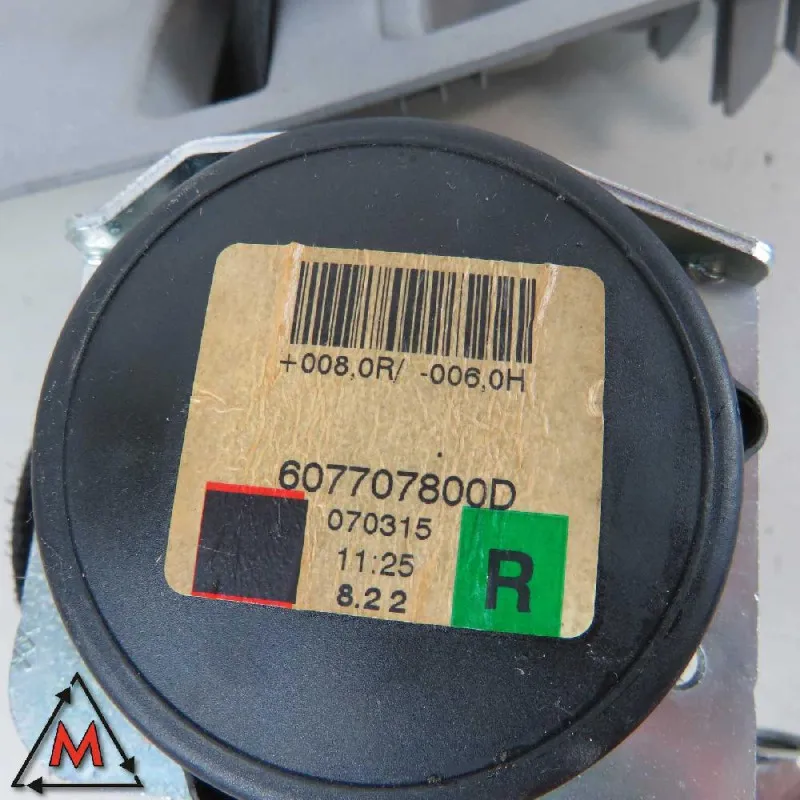 +008,0R/ -006,0H
607707800D
070315
11:25
8.2 2
R
M